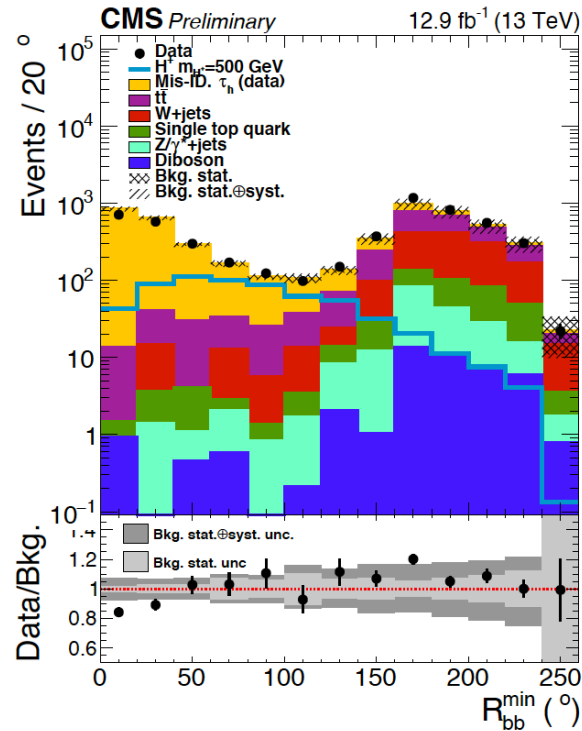 CMS Preliminary 12.9 fb⁻¹ (13 TeV)
Events / 20 °
10⁵
10⁴
10³
10²
10
1
10⁻¹
Data
H⁺ m_H⁺=500 GeV
Mis-ID. τ_h (data)
tt̄
W+jets
Single top quark
Z/γ*+jets
Diboson
Bkg. stat.
Bkg. stat.⊕syst.
Data/Bkg.
1.4
1.2
1
0.8
0.6
Bkg. stat.⊕syst. unc.
Bkg. stat. unc
0 50 100 150 200 250
R_bb^min (°)